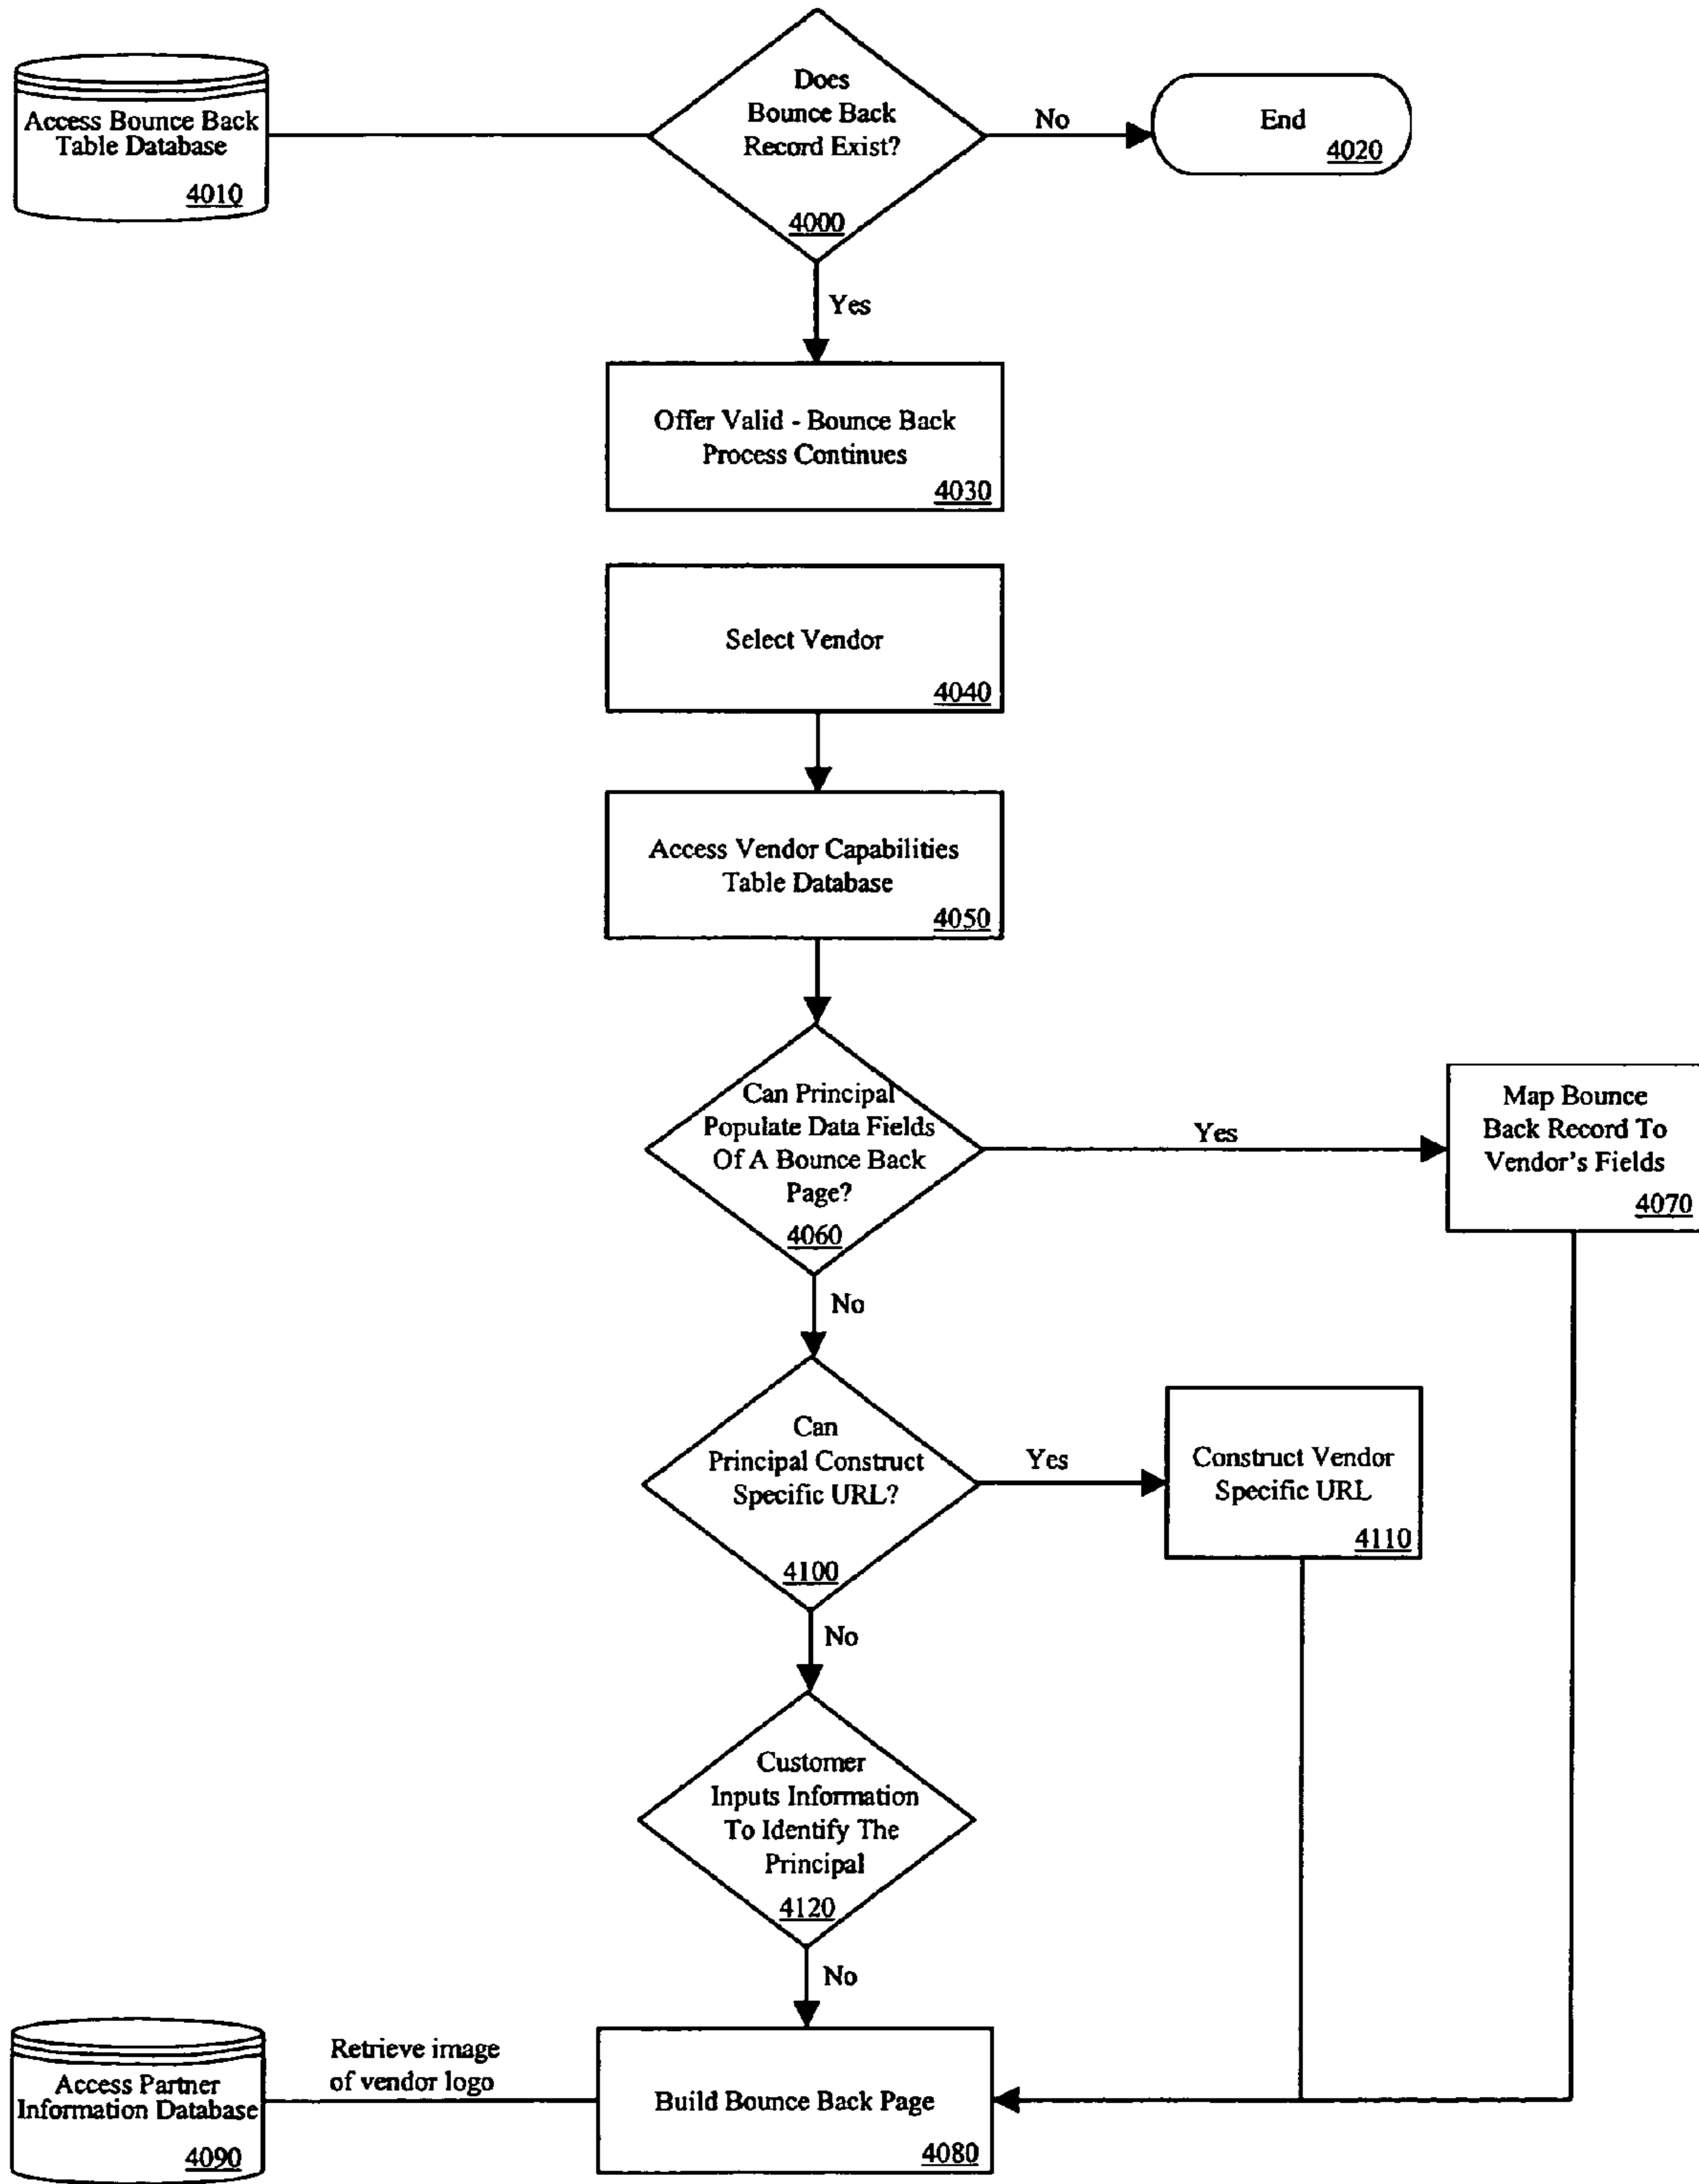 Does
Bounce Back
Record Exist?
4000
Access Bounce Back
Table Database
4010
No
End
4020
Yes
Offer Valid - Bounce Back
Process Continues
4030
Select Vendor
4040
Access Vendor Capabilities
Table Database
4050
Can Principal
Populate Data Fields
Of A Bounce Back
Page?
4060
Yes
Map Bounce
Back Record To
Vendor's Fields
4070
No
Can
Principal Construct
Specific URL?
4100
Yes
Construct Vendor
Specific URL
4110
No
Customer
Inputs Information
To Identify The
Principal
4120
No
Access Partner
Information Database
4090
Retrieve image
of vendor logo
Build Bounce Back Page
4080